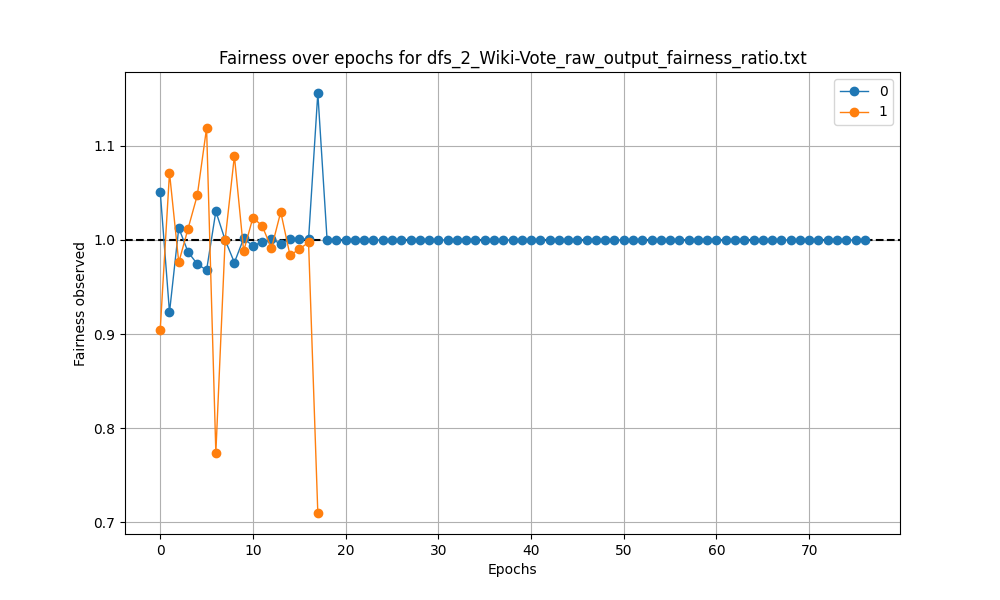 Fairness over epochs for dfs_2_Wiki-Vote_raw_output_fairness_ratio.txt
0
1
1.1
1.0
0.9
0.8
0.7
Fairness observed
0 10 20 30 40 50 60 70
Epochs